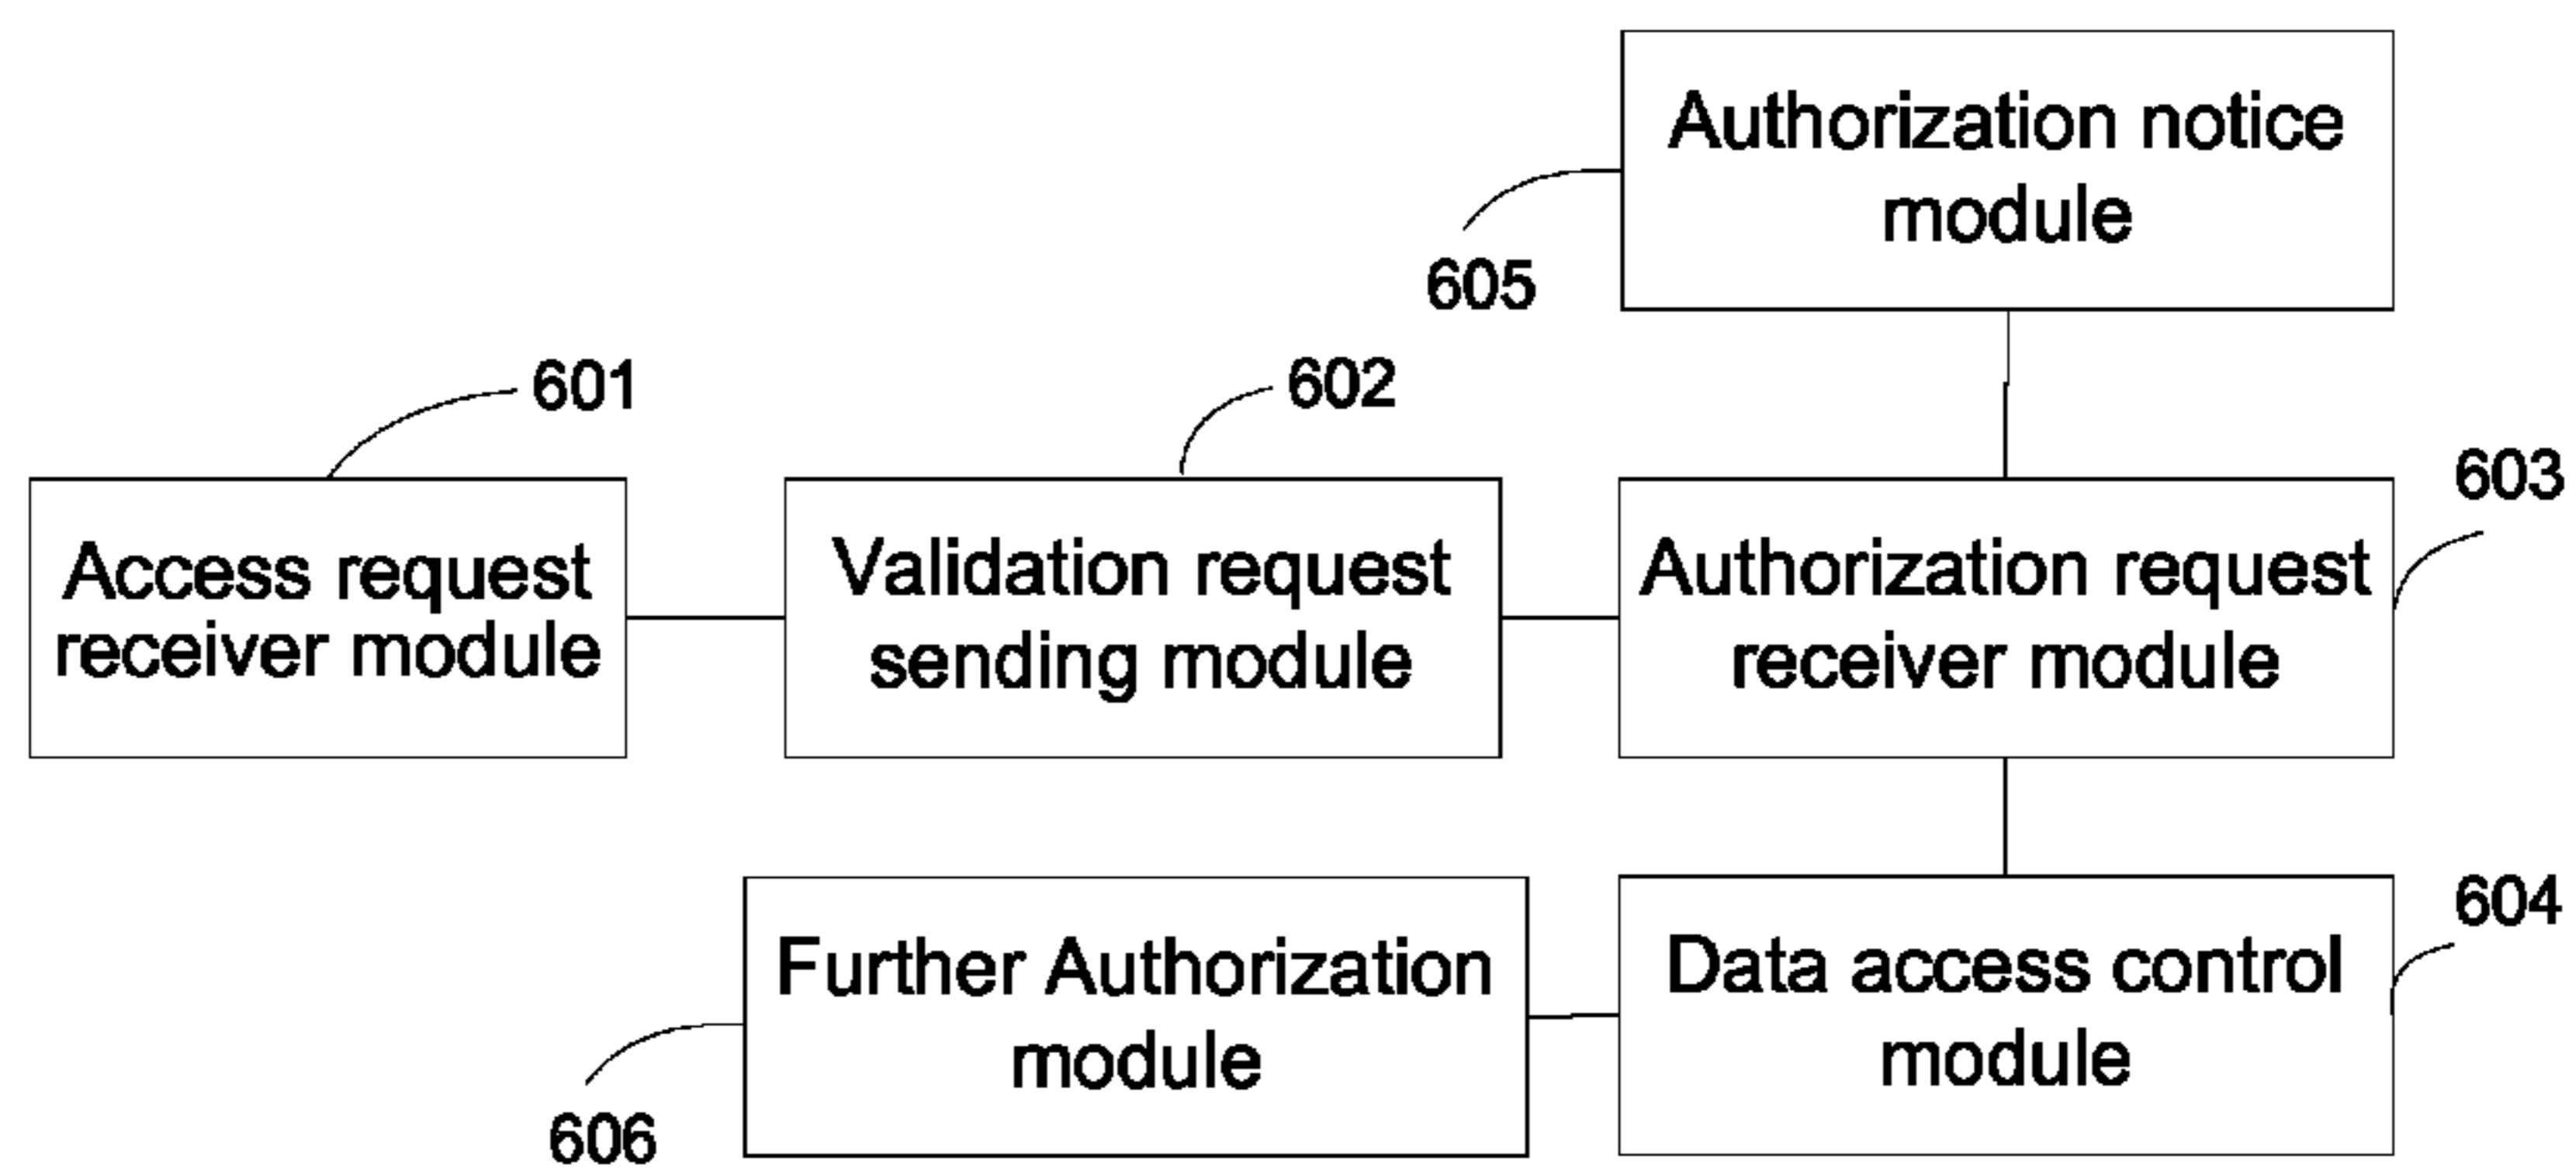 Authorization notice
module
605
601
602
603
Access request
receiver module
Validation request
sending module
Authorization request
receiver module
604
Further Authorization
module
Data access control
module
606